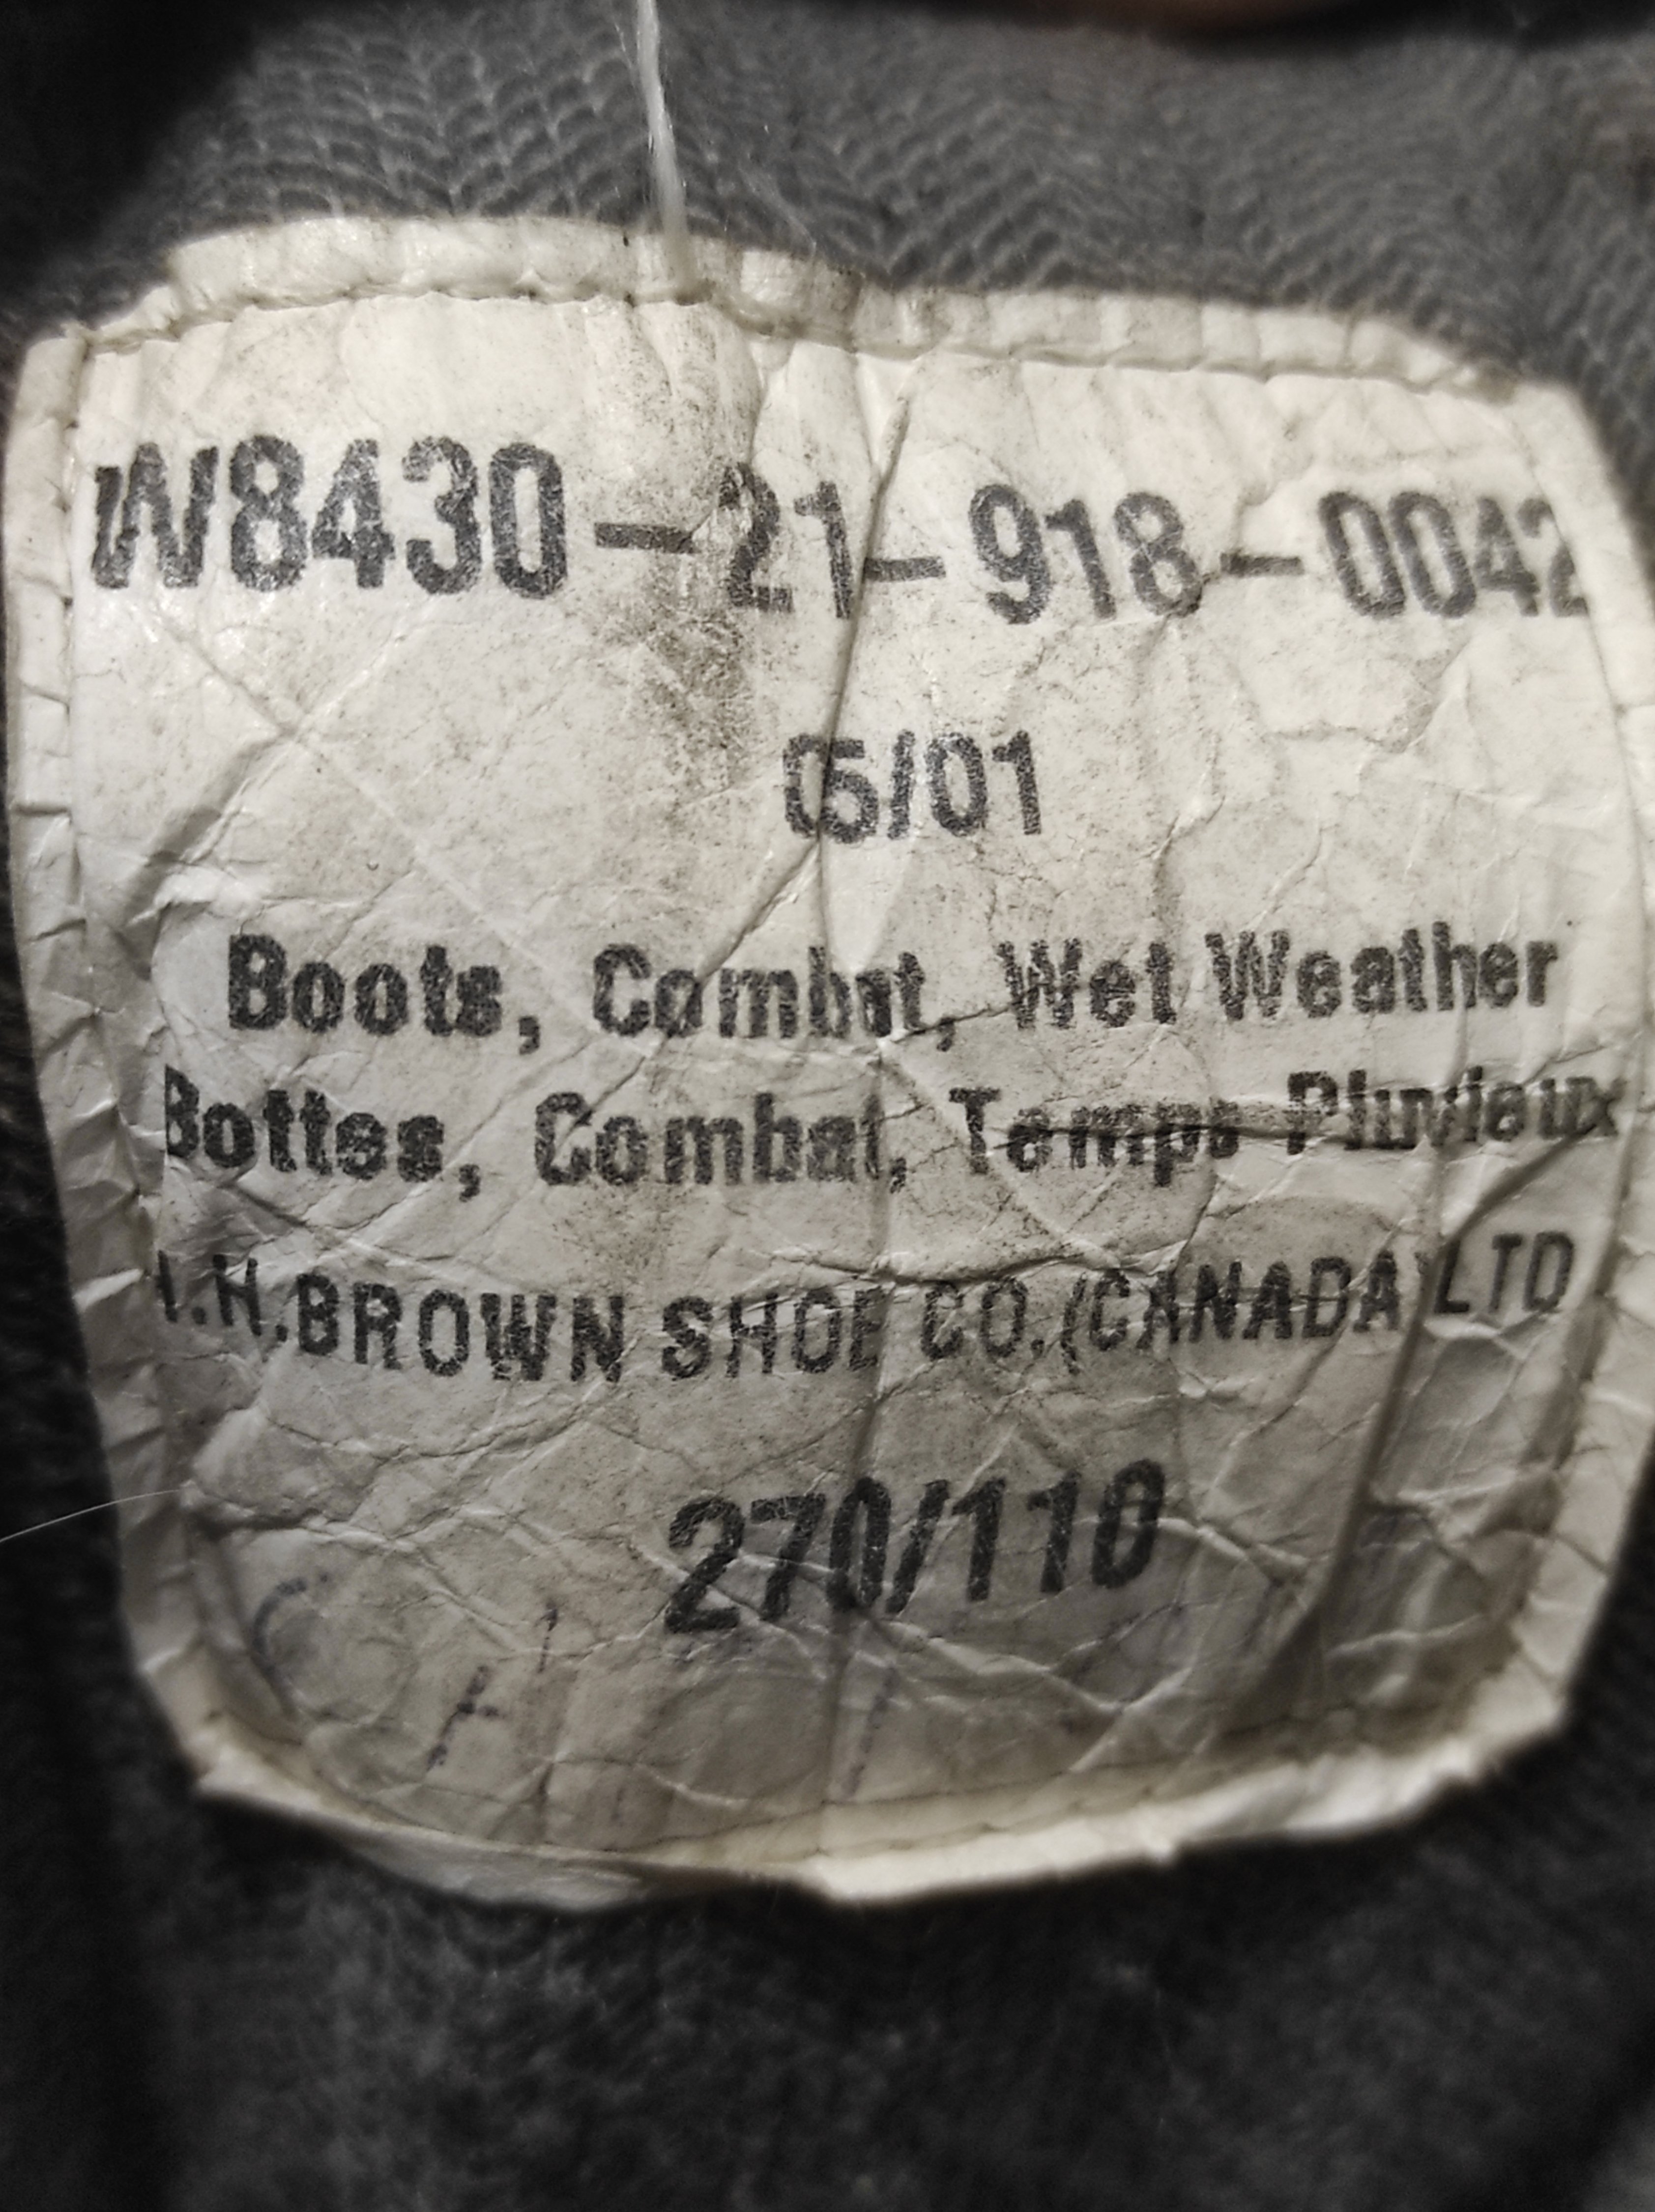 W8430-21-918-0042
05/01
Boots, Combat, Wet Weather
Bottes, Combat, Temps Pluvieux
H.H.BROWN SHOE CO.(CANADA)LTD
270/110